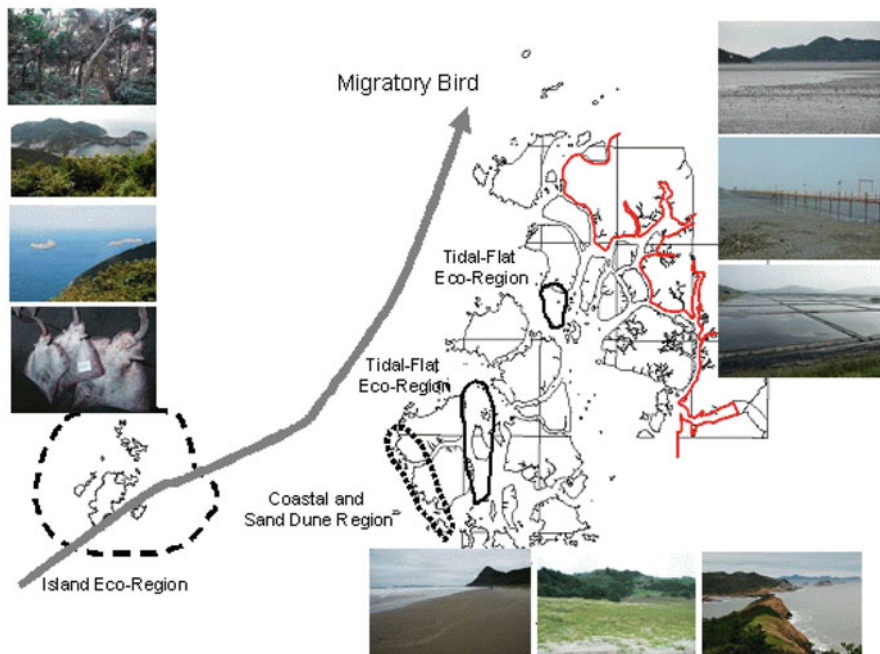 Migratory Bird
Tidal-Flat
Eco-Region
Tidal-Flat
Eco-Region
Coastal and
Sand Dune Region
Island Eco-Region